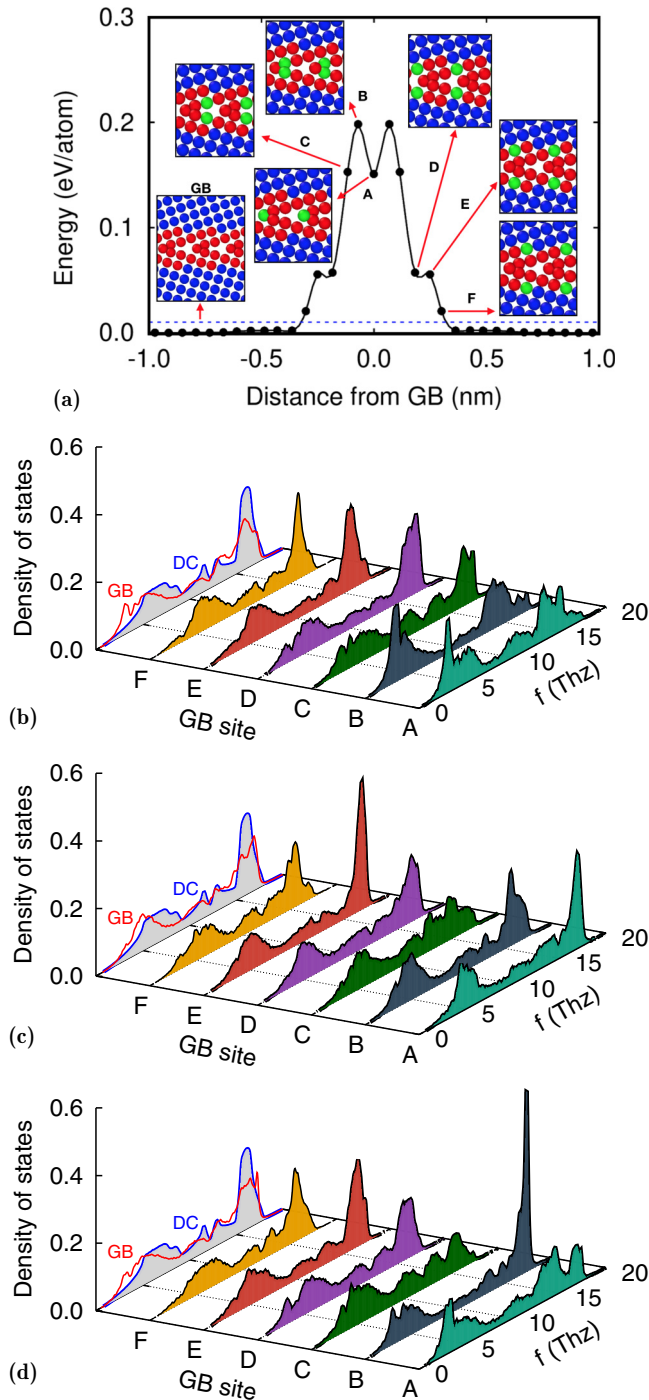 0.3
0.2
0.1
0.0
Energy (eV/atom)
B
C
A
D
E
GB
F
-1.0 -0.5 0.0 0.5 1.0
Distance from GB (nm)
(a)
0.6
0.4
0.2
0.0
Density of states
GB
DC
F E D C B A
GB site
0 5 10 15 20
f (Thz)
(b)
0.6
0.4
0.2
0.0
Density of states
GB
DC
F E D C B A
GB site
0 5 10 15 20
f (Thz)
(c)
0.6
0.4
0.2
0.0
Density of states
GB
DC
F E D C B A
GB site
0 5 10 15 20
f (Thz)
(d)